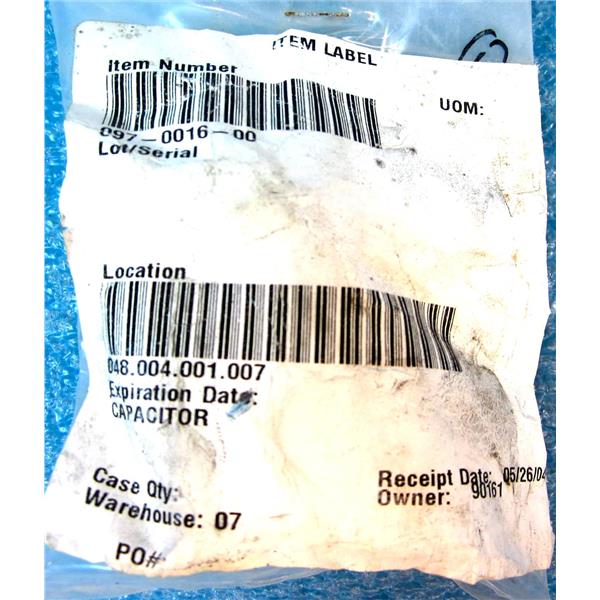 ITEM LABEL
Item Number
UOM:
097-0016-00
Lot/Serial
Location
048.004.001.007
Expiration Date:
CAPACITOR
Case Qty:
Receipt Date: 05/26/04
Warehouse: 07
Owner: 90161
PO#